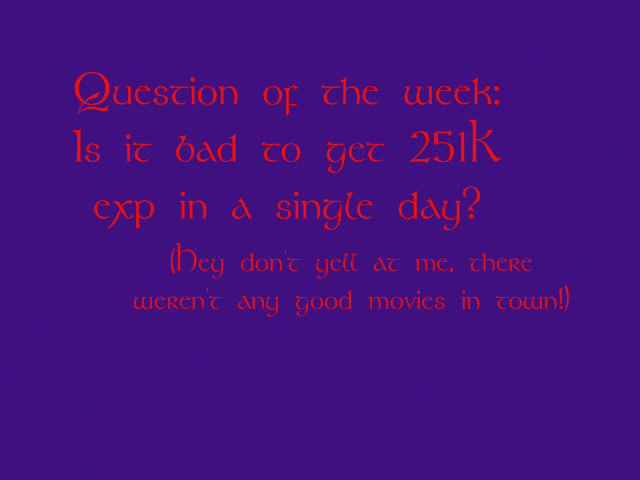 Question of the week:
Is it bad to get 251K
exp in a single day?
(Hey don't yell at me, there
weren't any good movies in town!)